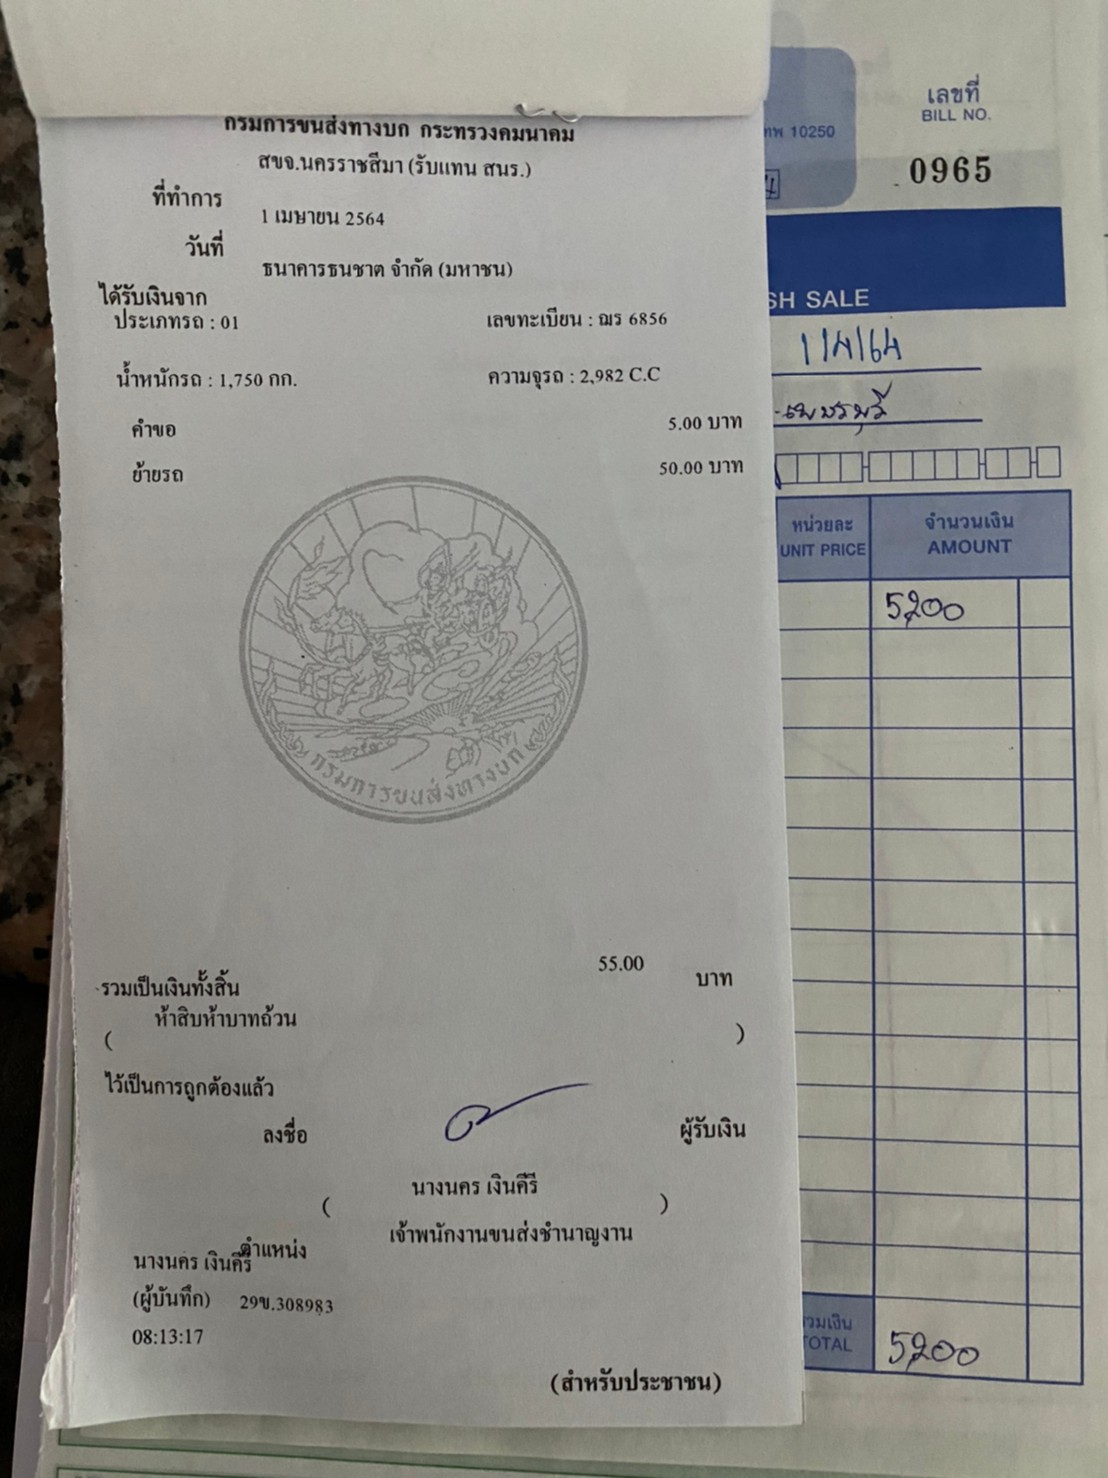 กรมการขนส่งทางบก กระทรวงคมนาคม
สขจ.นครราชสีมา (รับแทน สนร.)
ที่ทำการ
1 เมษายน 2564
วันที่
ธนาคารธนชาต จำกัด (มหาชน)
ได้รับเงินจาก
ประเภทรถ : 01 เลขทะเบียน : ฌร 6856
น้ำหนักรถ : 1,750 กก. ความจุรถ : 2,982 C.C
คำขอ 5.00 บาท
ย้ายรถ 50.00 บาท
กรมการขนส่งทางบก
55.00
รวมเป็นเงินทั้งสิ้น บาท
ห้าสิบห้าบาทถ้วน
( )
ไว้เป็นการถูกต้องแล้ว
ลงชื่อ ผู้รับเงิน
( นางนคร เงินคีรี )
เจ้าพนักงานขนส่งชำนาญงาน
ตำแหน่ง
นางนคร เงินคีรี
(ผู้บันทึก) 29ข.308983
08:13:17
(สำหรับประชาชน)
เลขที่
BILL NO.
10250
0965
SH SALE
1/4/64
เพชรบุรี
หน่วยละ จำนวนเงิน
UNIT PRICE AMOUNT
5200
รวมเงิน
TOTAL
5200